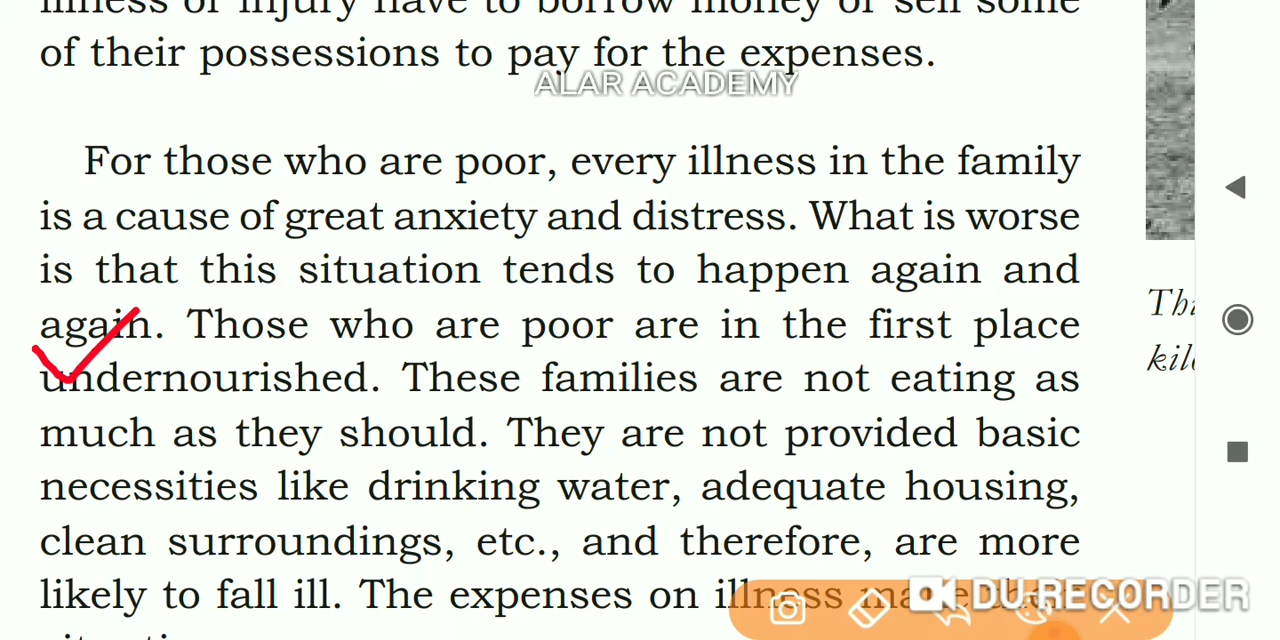 of their possessions to pay for the expenses.
ALAR ACADEMY
For those who are poor, every illness in the family
is a cause of great anxiety and distress. What is worse
is that this situation tends to happen again and
again. Those who are poor are in the first place
undernourished. These families are not eating as
much as they should. They are not provided basic
necessities like drinking water, adequate housing,
clean surroundings, etc., and therefore, are more
likely to fall ill. The expenses on illness make their
DU RECORDER